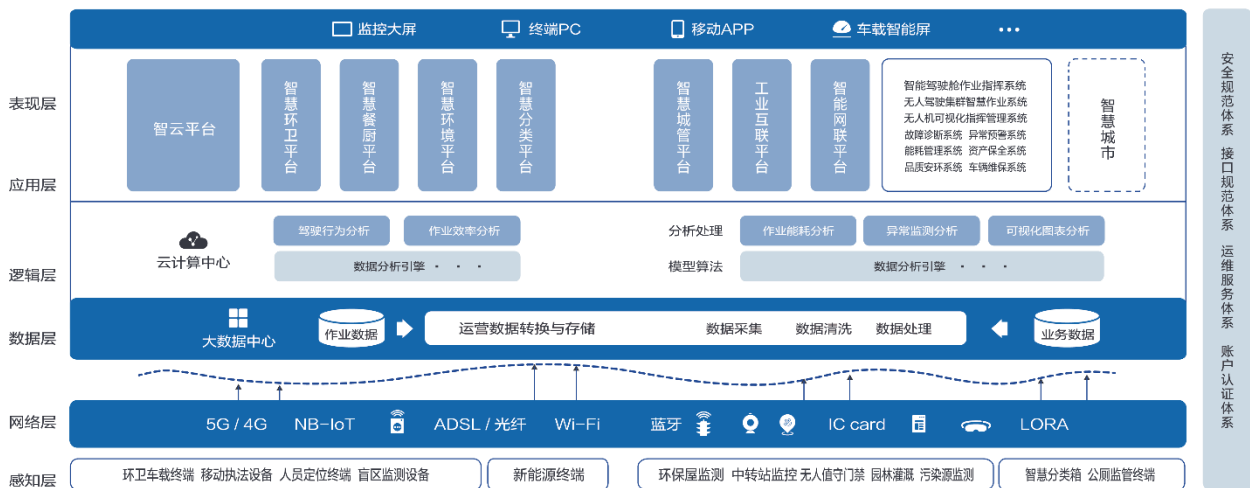 监控大屏 终端PC 移动APP 车载智能屏 ···
表现层
应用层
智云平台
智慧环卫平台
智慧餐厨平台
智慧环境平台
智慧分类平台
智慧城管平台
工业互联平台
智能网联平台
智能驾驶舱作业指挥系统
无人驾驶集群智慧作业系统
无人机可视化指挥管理系统
故障诊断系统 异常预警系统
能耗管理系统 资产保全系统
品质安环系统 车辆维保系统
智慧城市
逻辑层
云计算中心
驾驶行为分析 作业效率分析
数据分析引擎 · · ·
分析处理 作业能耗分析 异常监测分析 可视化图表分析
模型算法 数据分析引擎 · · ·
数据层
大数据中心 作业数据 运营数据转换与存储 数据采集 数据清洗 数据处理 业务数据
网络层
5G / 4G NB-IoT ADSL / 光纤 Wi-Fi 蓝牙 IC card LORA
感知层
环卫车载终端 移动执法设备 人员定位终端 盲区监测设备
新能源终端
环保屋监测 中转站监控 无人值守门禁 园林灌溉 污染源监测
智慧分类箱 公厕监管终端
安全规范体系
接口规范体系
运维服务体系
账户认证体系